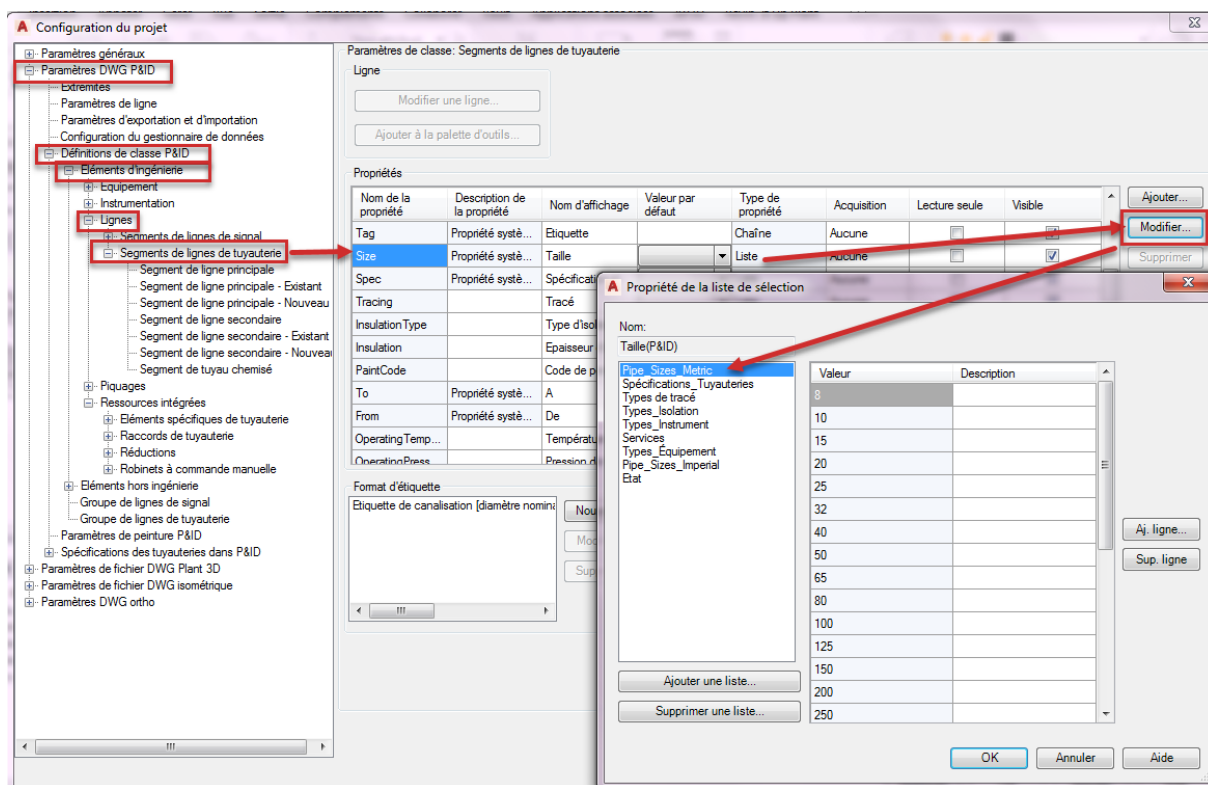 Configuration du projet
Paramètres généraux
Paramètres DWG P&ID
Extrémités
Paramètres de ligne
Paramètres d'exportation et d'importation
Configuration du gestionnaire de données
Définitions de classe P&ID
Eléments d'ingénierie
Equipement
Instrumentation
Lignes
Segments de lignes de signal
Segments de lignes de tuyauterie
Segment de ligne principale
Segment de ligne principale - Existant
Segment de ligne principale - Nouveau
Segment de ligne secondaire
Segment de ligne secondaire - Existant
Segment de ligne secondaire - Nouveau
Segment de tuyau chemisé
Piquages
Ressources intégrées
Eléments spécifiques de tuyauterie
Raccords de tuyauterie
Réductions
Robinets à commande manuelle
Eléments hors ingénierie
Groupe de lignes de signal
Groupe de lignes de tuyauterie
Paramètres de peinture P&ID
Spécifications des tuyauteries dans P&ID
Paramètres de fichier DWG Plant 3D
Paramètres de fichier DWG isométrique
Paramètres DWG ortho
Paramètres de classe: Segments de lignes de tuyauterie
Ligne
Modifier une ligne...
Ajouter à la palette d'outils...
Propriétés
Nom de la propriété Description de la propriété Nom d'affichage Valeur par défaut Type de propriété Acquisition Lecture seule Visible
Tag Propriété systè... Etiquette Chaîne Aucune
Size Propriété systè... Taille Liste Aucune
Spec Propriété systè... Spécificati
Tracing Tracé
InsulationType Type d'isol
Insulation Epaisseur
PaintCode Code de p
To Propriété systè... A
From Propriété systè... De
OperatingTemp... Températu
OperatingPress Pression d
Ajouter...
Modifier...
Supprimer
Format d'étiquette
Etiquette de canalisation [diamètre nomina
Nou
Mod
Sup
Propriété de la liste de sélection
Nom:
Taille(P&ID)
Pipe_Sizes_Metric
Spécifications_Tuyauteries
Types de tracé
Types_Isolation
Types_Instrument
Services
Types_Équipement
Pipe_Sizes_Imperial
Etat
Ajouter une liste...
Supprimer une liste...
Valeur Description
8
10
15
20
25
32
40
50
65
80
100
125
150
200
250
Aj. ligne...
Sup. ligne
OK Annuler Aide